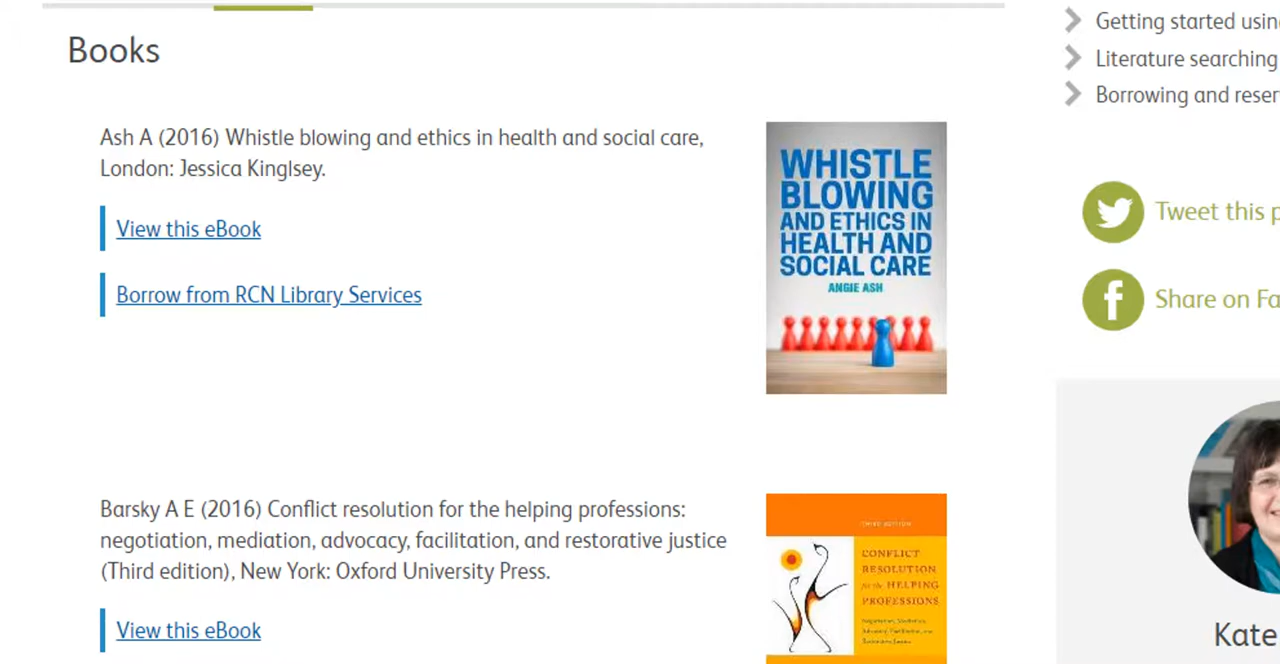 Books
Ash A (2016) Whistle blowing and ethics in health and social care,
London: Jessica Kinglsey.
View this eBook
Borrow from RCN Library Services
WHISTLE
BLOWING
AND ETHICS IN
HEALTH AND
SOCIAL CARE
ANGIE ASH
Barsky A E (2016) Conflict resolution for the helping professions:
negotiation, mediation, advocacy, facilitation, and restorative justice
(Third edition), New York: Oxford University Press.
View this eBook
THIRD EDITION
CONFLICT
RESOLUTION
for the HELPING
PROFESSIONS
Getting started usin
Literature searching
Borrowing and reser
Tweet this p
Share on Fa
Kate